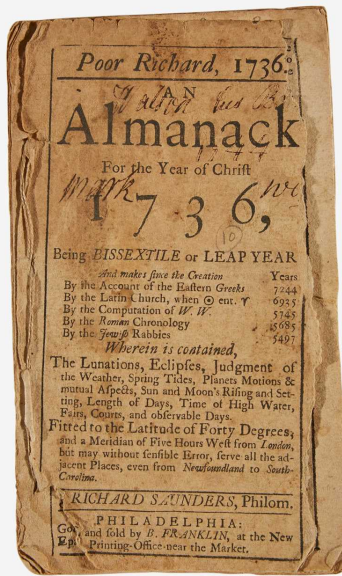 Poor Richard, 1736.
AN
Almanack
For the Year of Christ
1736,
Being BISSEXTILE or LEAP YEAR
And makes since the Creation Years
By the Account of the Eastern Greeks 7244
By the Latin Church, when ☉ ent. ♈ 6935
By the Computation of W. W. 5745
By the Roman Chronology 5685
By the Jewish Rabbies 5497
Wherein is contained,
The Lunations, Eclipses, Judgment of
the Weather, Spring Tides, Planets Motions &
mutual Aspects, Sun and Moon's Rising and Set-
ting, Length of Days, Time of High Water,
Fairs, Courts, and observable Days.
Fitted to the Latitude of Forty Degrees,
and a Meridian of Five Hours West from London,
but may without sensible Error, serve all the ad-
jacent Places, even from Newfoundland to South-
Carolina.
RICHARD SAUNDERS, Philom.
PHILADELPHIA:
and sold by B. FRANKLIN, at the New
Printing-Office near the Market.
mark we
10